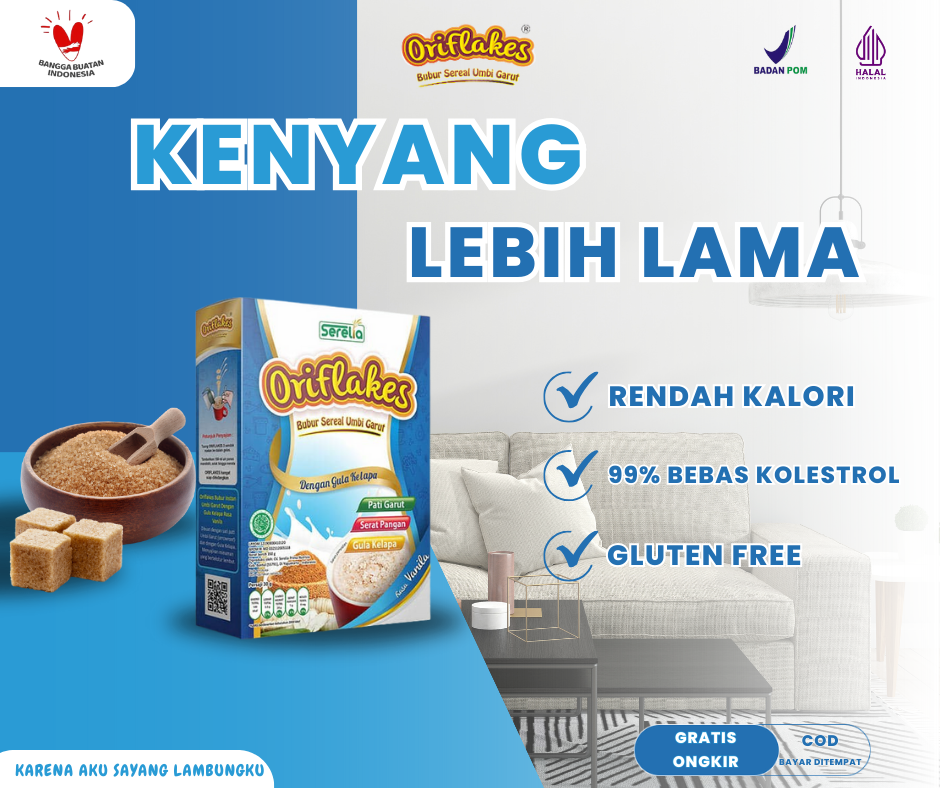 BANGGA BUATAN
INDONESIA
Oriflakes®
Bubur Sereal Umbi Garut
BADAN POM
HALAL
INDONESIA
KENYANG
LEBIH LAMA
Serelia
Oriflakes
Bubur Sereal Umbi Garut
Dengan Gula Kelapa
Pati Garut
Serat Pangan
Gula Kelapa
Rasa Vanila
Oriflakes
RENDAH KALORI
99% BEBAS KOLESTROL
GLUTEN FREE
GRATIS
ONGKIR
COD
BAYAR DITEMPAT
KARENA AKU SAYANG LAMBUNGKU